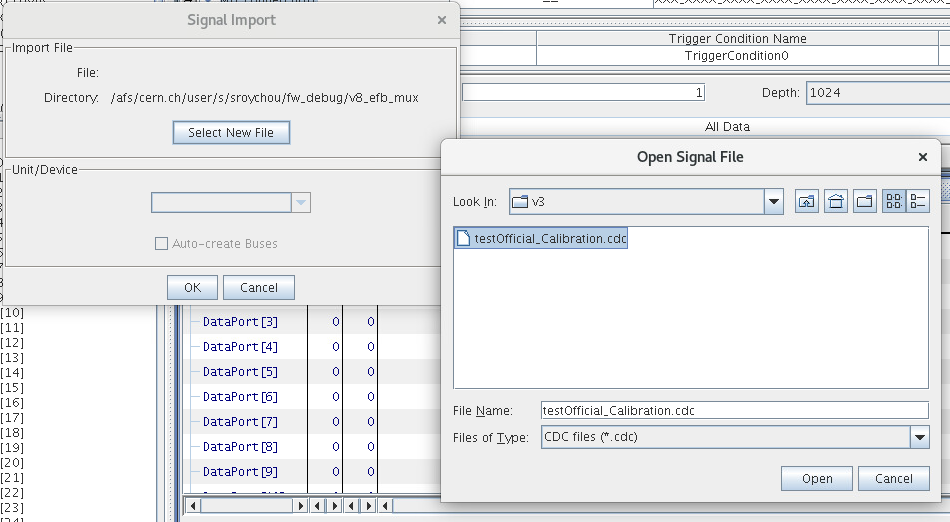 Signal Import
Import File
File:
Directory: /afs/cern.ch/user/s/sroychou/fw_debug/v8_efb_mux
Select New File
Unit/Device
Auto-create Buses
OK
Cancel
Trigger Condition Name
TriggerCondition0
1
Depth: 1024
All Data
Open Signal File
Look In: v3
testOfficial_Calibration.cdc
File Name: testOfficial_Calibration.cdc
Files of Type: CDC files (*.cdc)
Open
Cancel
[10]
[11]
[12]
[13]
[14]
[15]
[16]
[17]
[18]
[19]
[20]
[21]
[22]
[23]
DataPort[3] 0 0
DataPort[4] 0 0
DataPort[5] 0 0
DataPort[6] 0 0
DataPort[7] 0 0
DataPort[8] 0 0
DataPort[9] 0 0